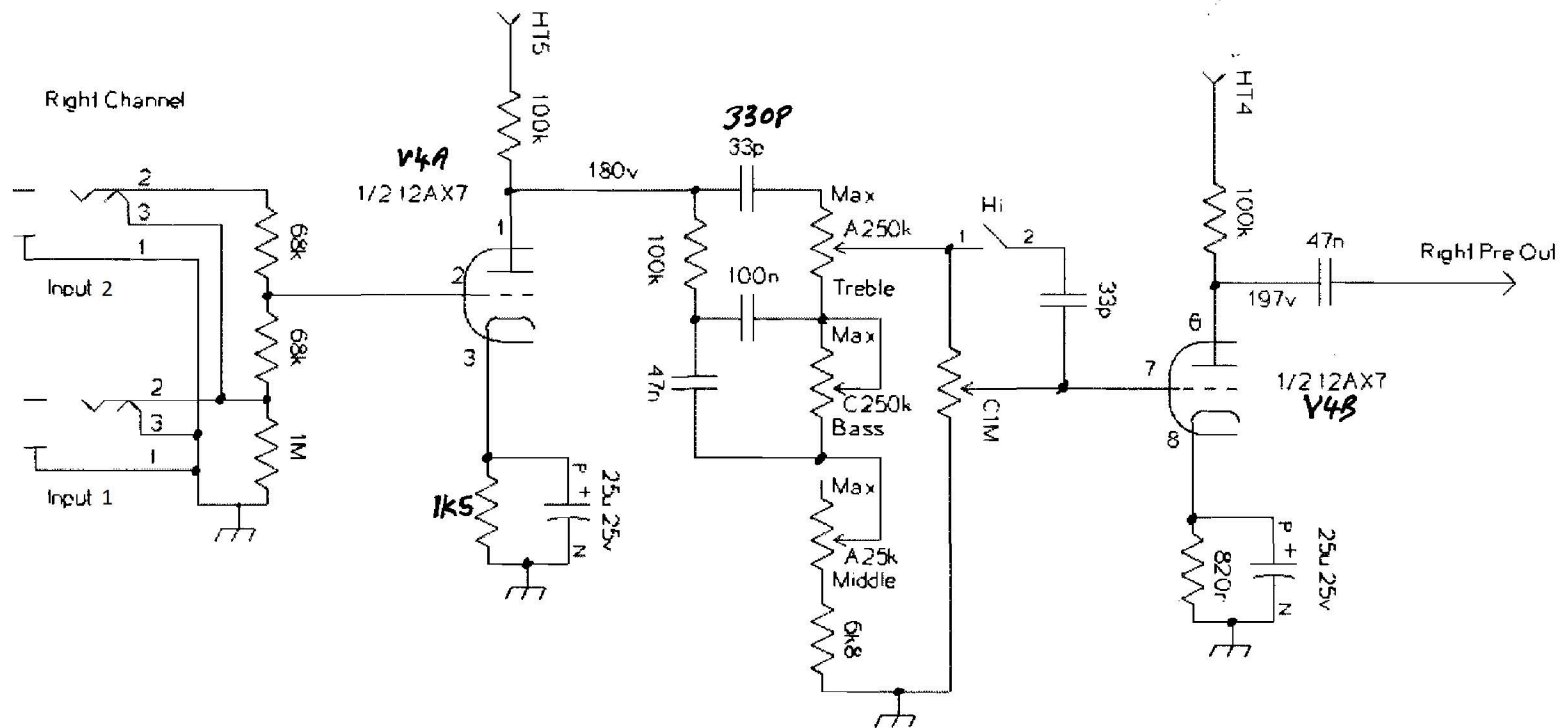 Right Channel
2
3
1
Input 2
68k
68k
2
3
1
Input 1
1M
HT5
100k
V4A
1/2 12AX7
1
2
3
1K5
P
+
N
25u 25v
180v
330P
33p
100k
100n
47n
Max
A250k
Treble
Max
C250k
Bass
Max
A25k
Middle
6k8
Hi
1
2
33p
C1M
HT4
100k
47n
197v
Right Pre Out
6
7
8
1/2 12AX7
V4B
820r
P
+
N
25u 25v